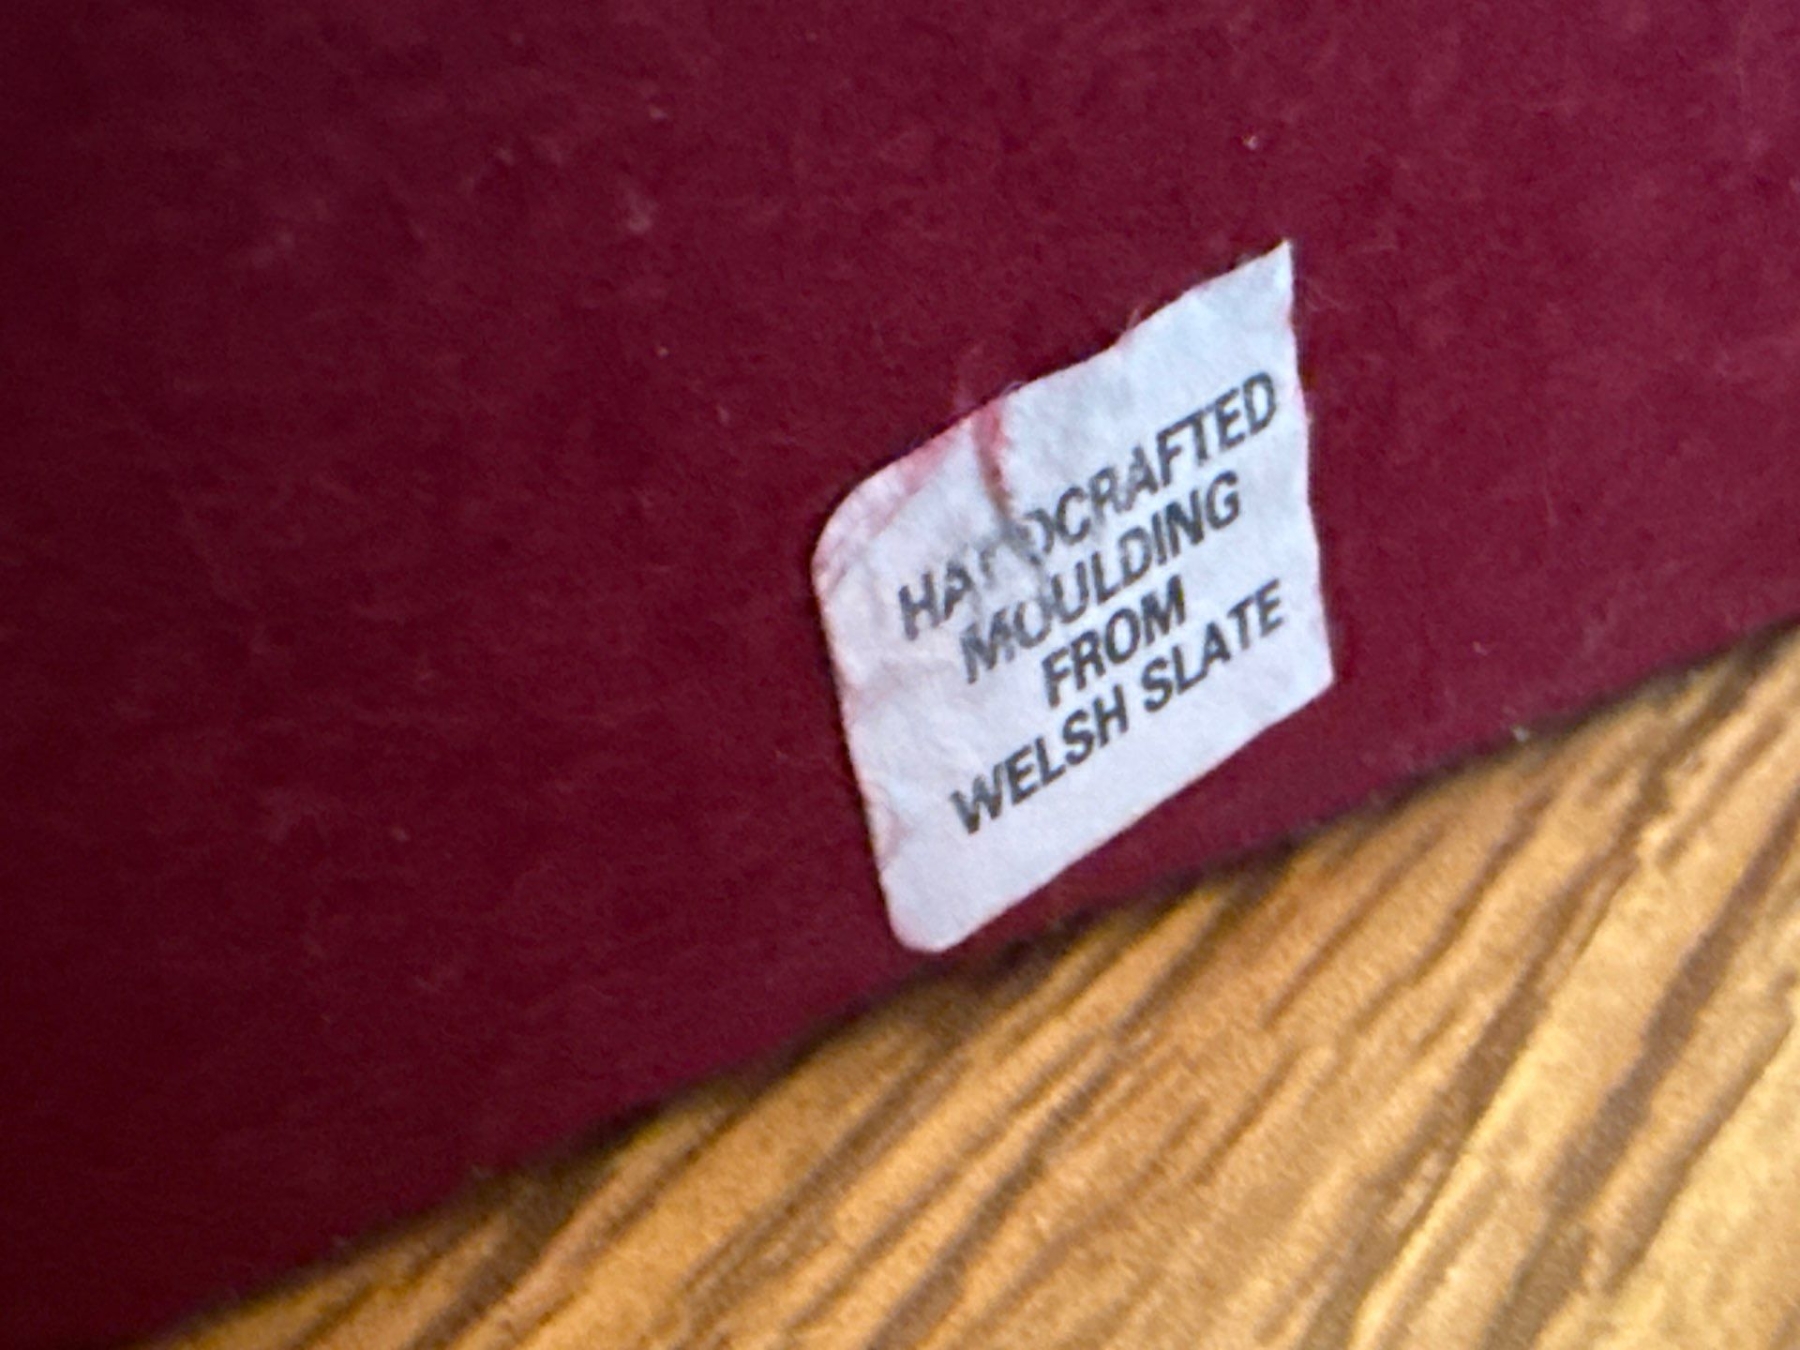 HANDCRAFTED
MOULDING
FROM
WELSH SLATE